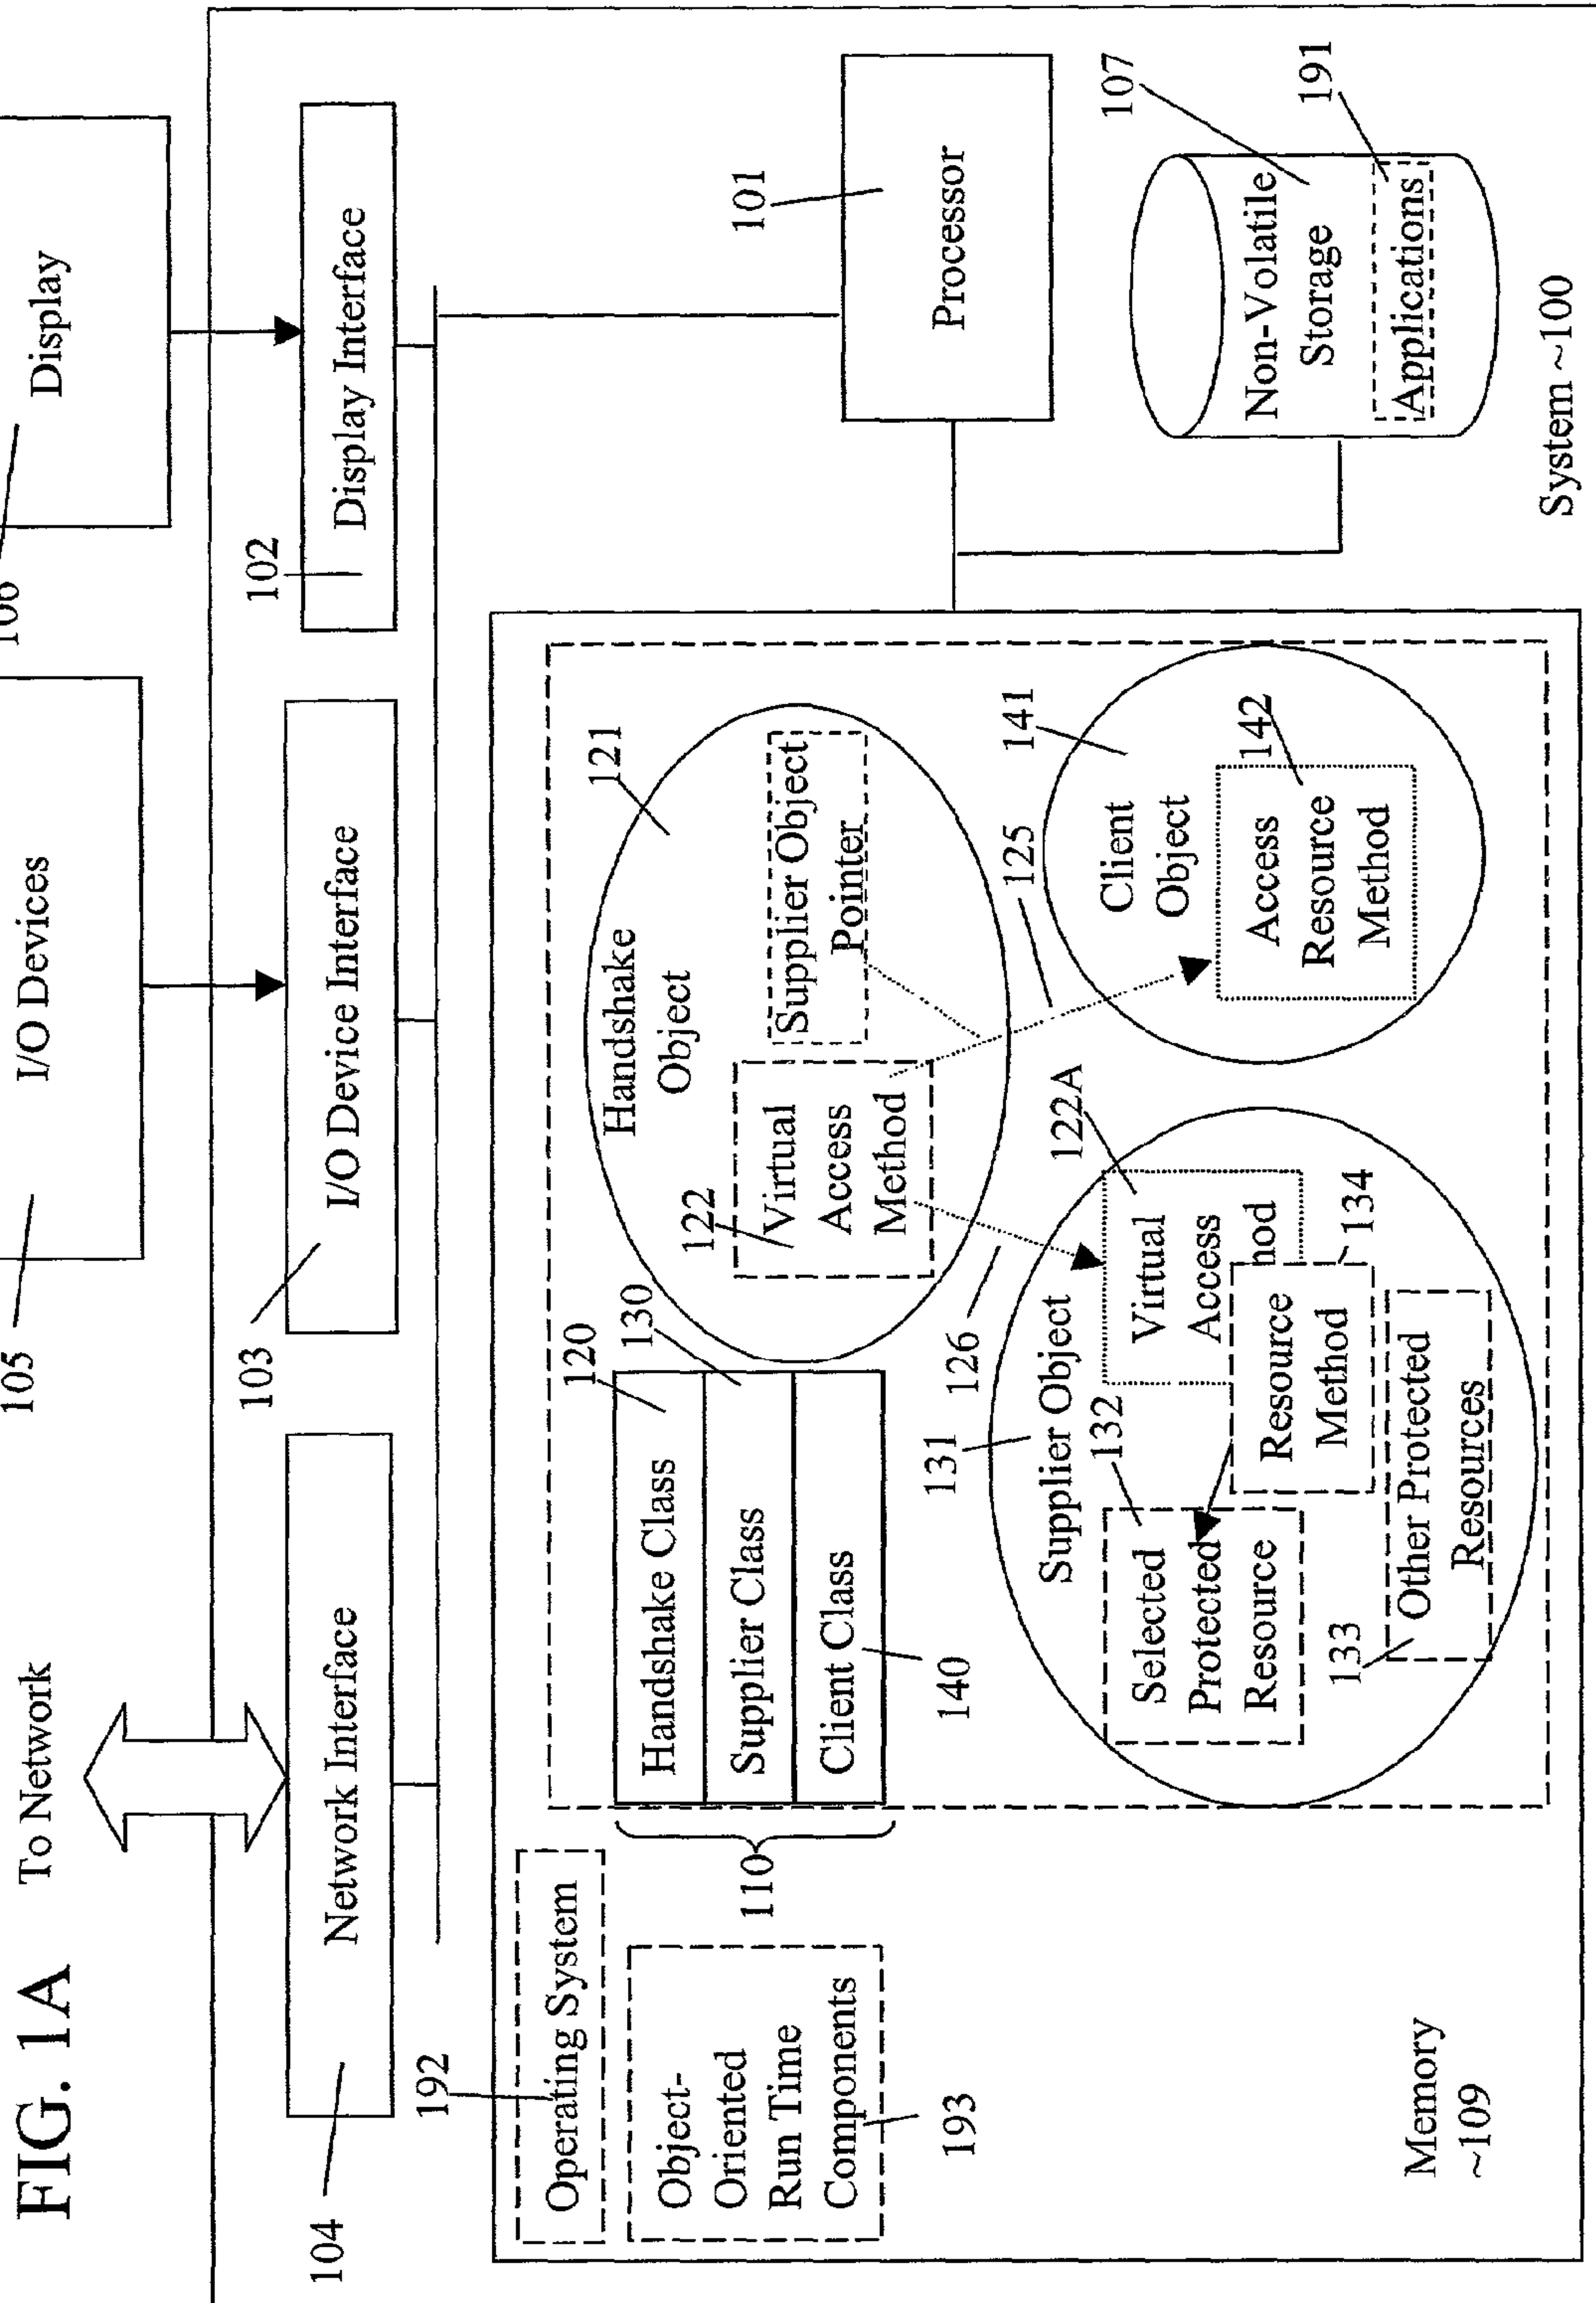 FIG. 1A
To Network
105
I/O Devices
Display
104
Network Interface
103
I/O Device Interface
102
Display Interface
192
Operating System
Object-
Oriented
Run Time
Components
193
110
Handshake Class
Supplier Class
Client Class
120
130
140
Handshake
Object
121
122
Virtual
Access
Method
Supplier Object
Pointer
126
125
131
Supplier Object
132
Selected
Protected
Resource
122A
Virtual
Access
hod
Resource
Method
134
133
Other Protected
Resources
141
Client
Object
142
Access
Resource
Method
Memory
~109
101
Processor
107
Non-Volatile
Storage
191
Applications
System ~100